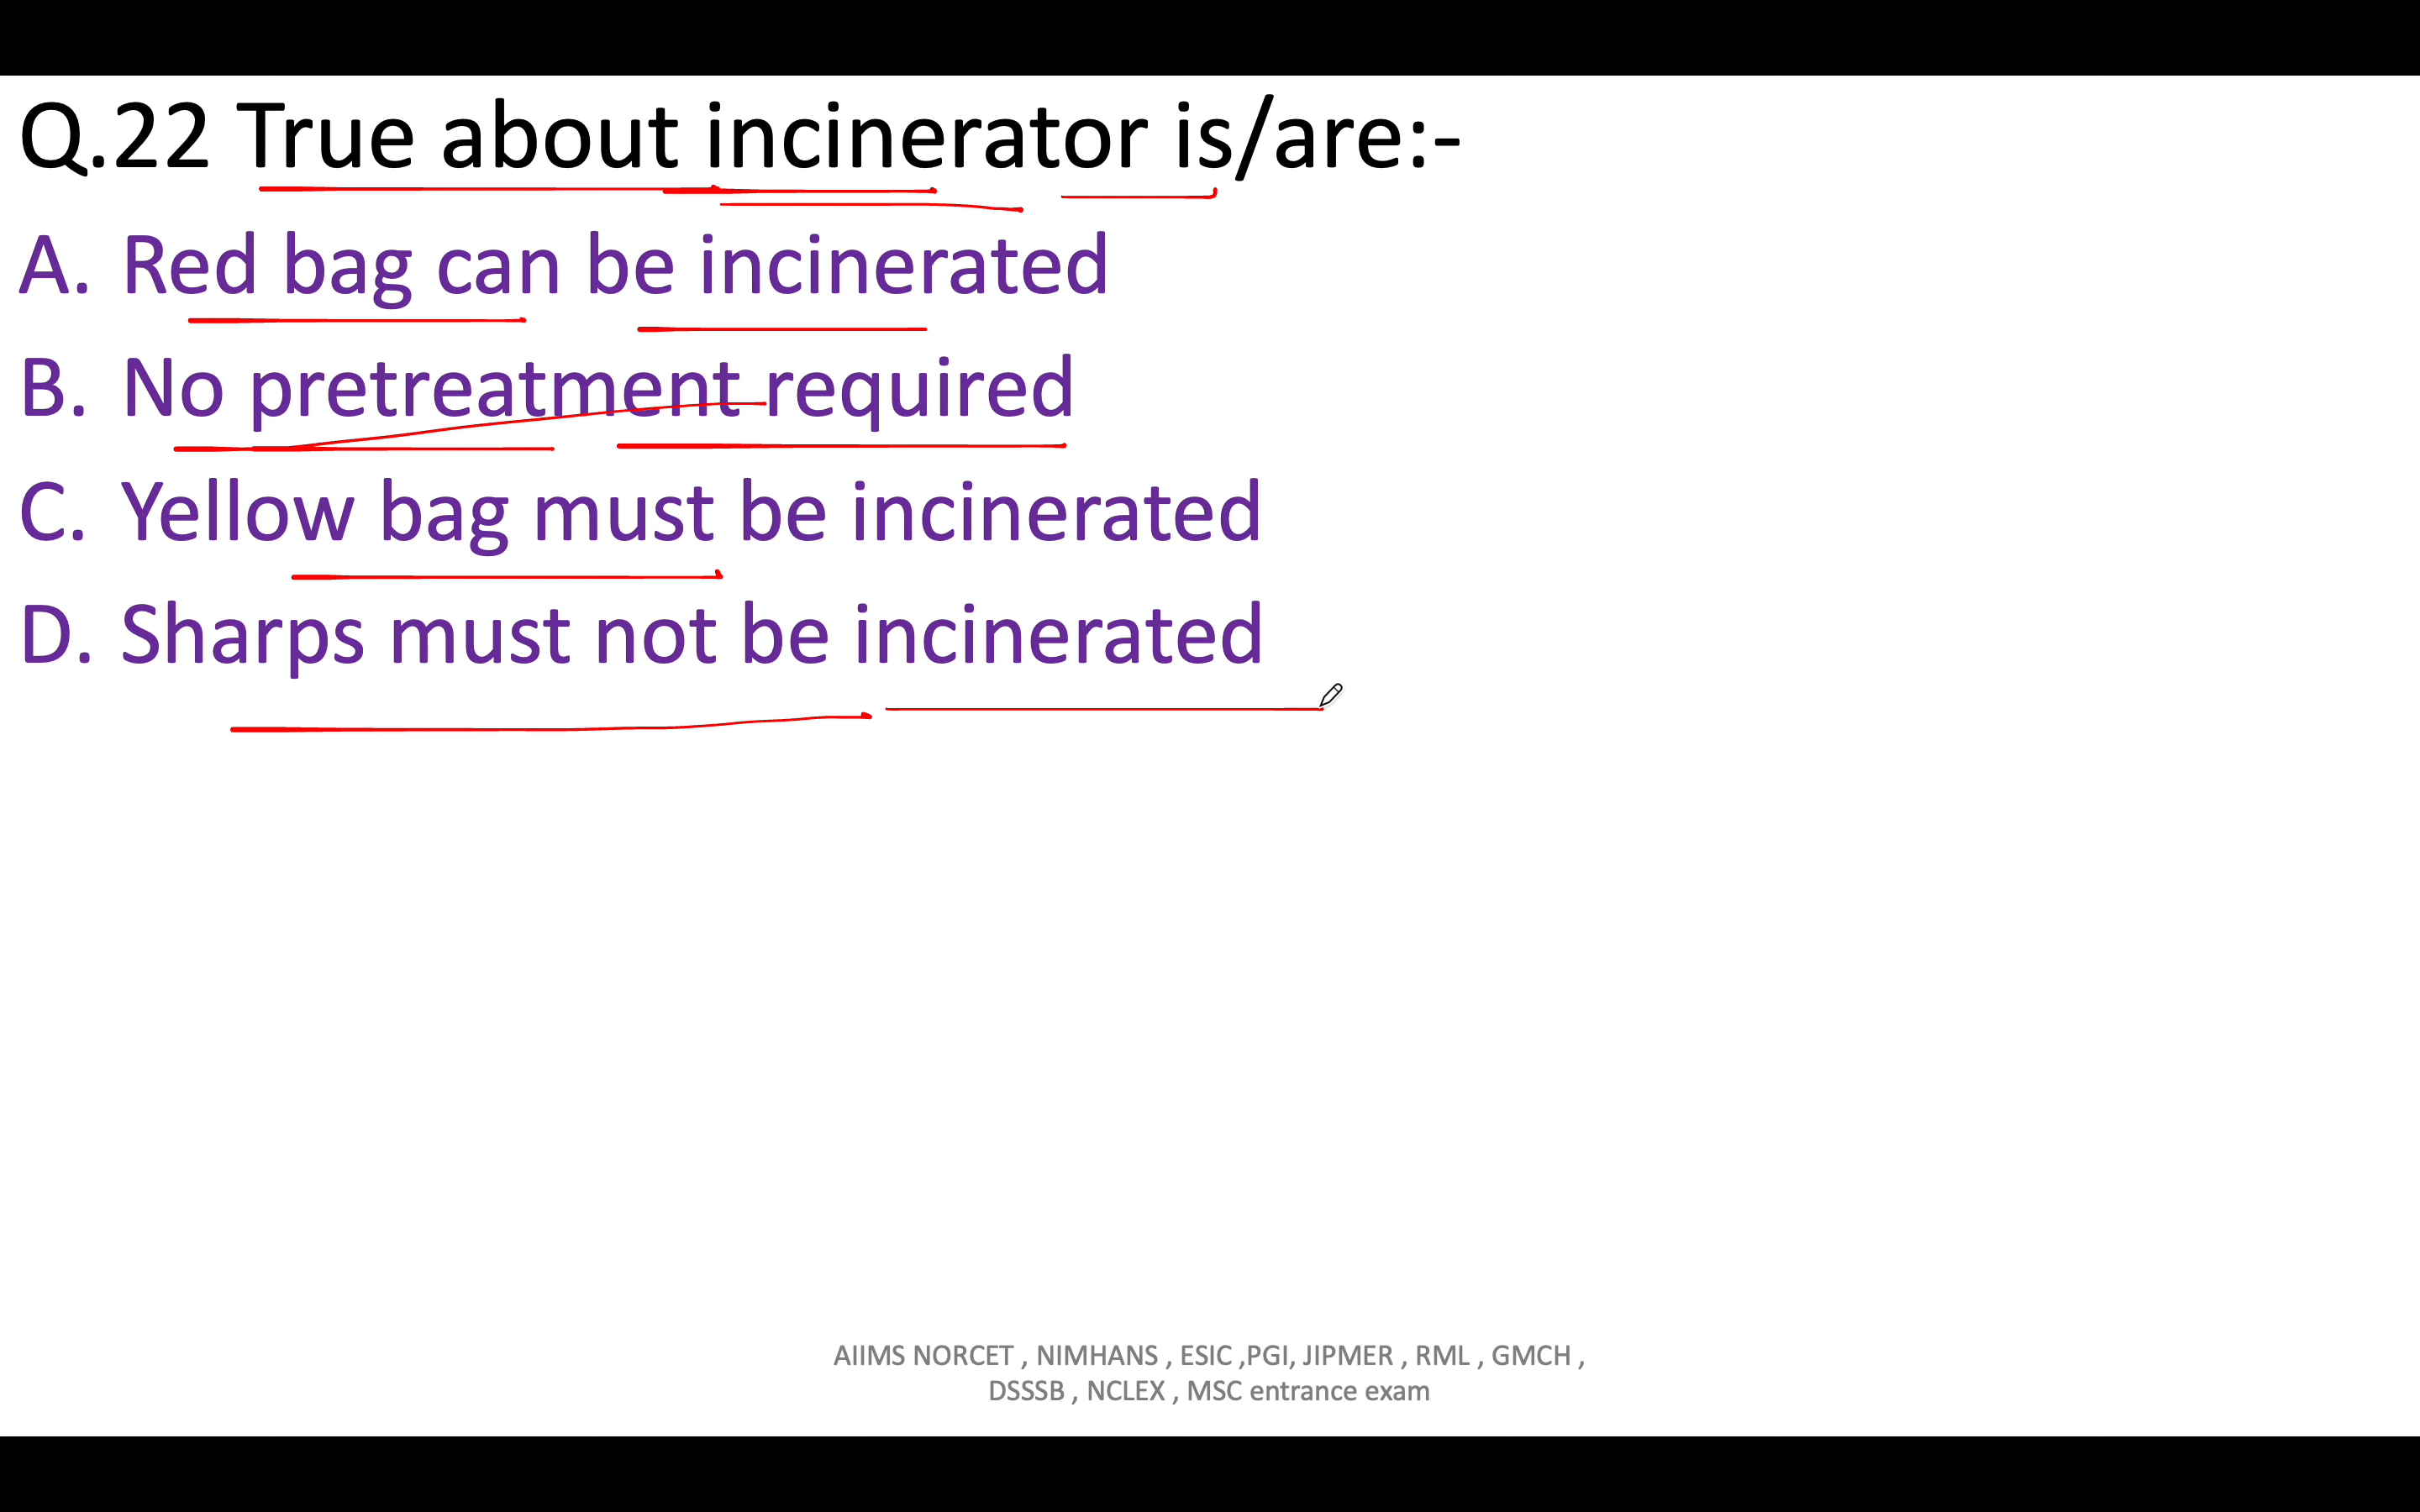 Q.22 True about incinerator is/are:-
A. Red bag can be incinerated
B. No pretreatment required
C. Yellow bag must be incinerated
D. Sharps must not be incinerated
AIIMS NORCET , NIMHANS , ESIC ,PGI, JIPMER , RML , GMCH ,
DSSSB , NCLEX , MSC entrance exam